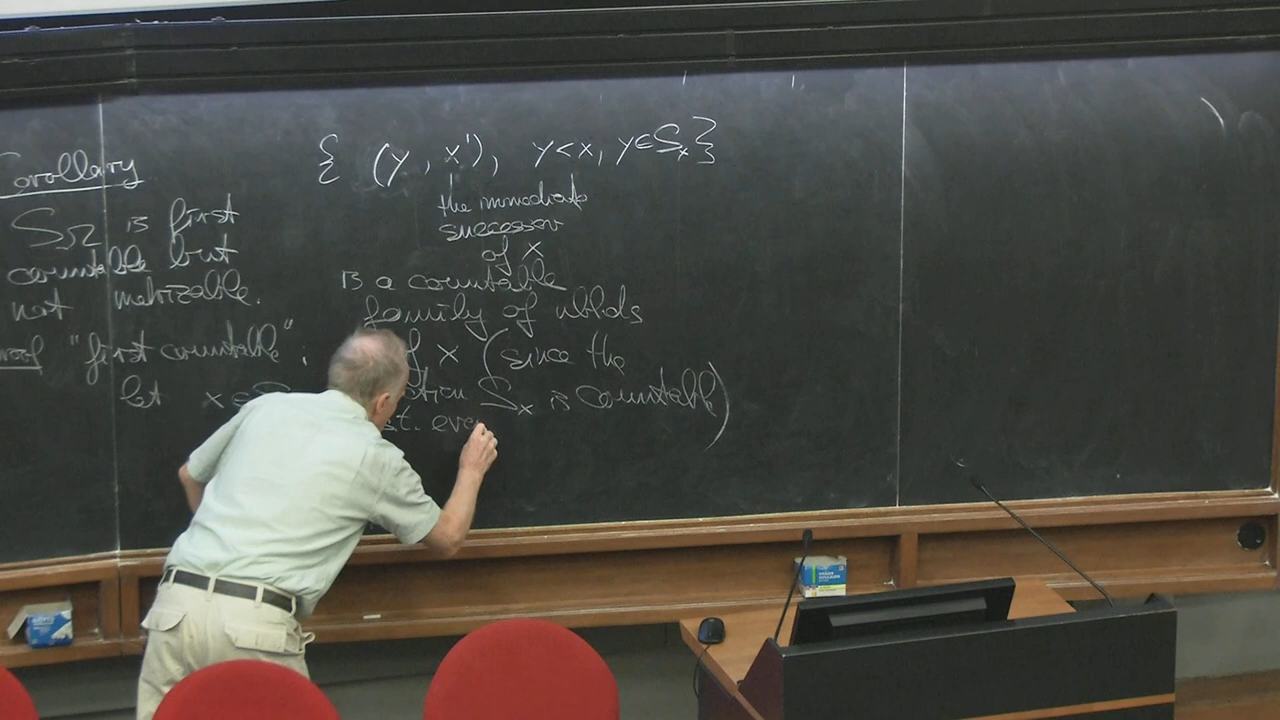 Corollary
SΩ is first
countable but
not metrizable.
"first countable" :
let x ∈
{ (y, x'), y<x, y∈Sx }
the immediate
successor
of x
is a countable
family of nbhds
of x (since the
Sx is countable)
s.t. eve